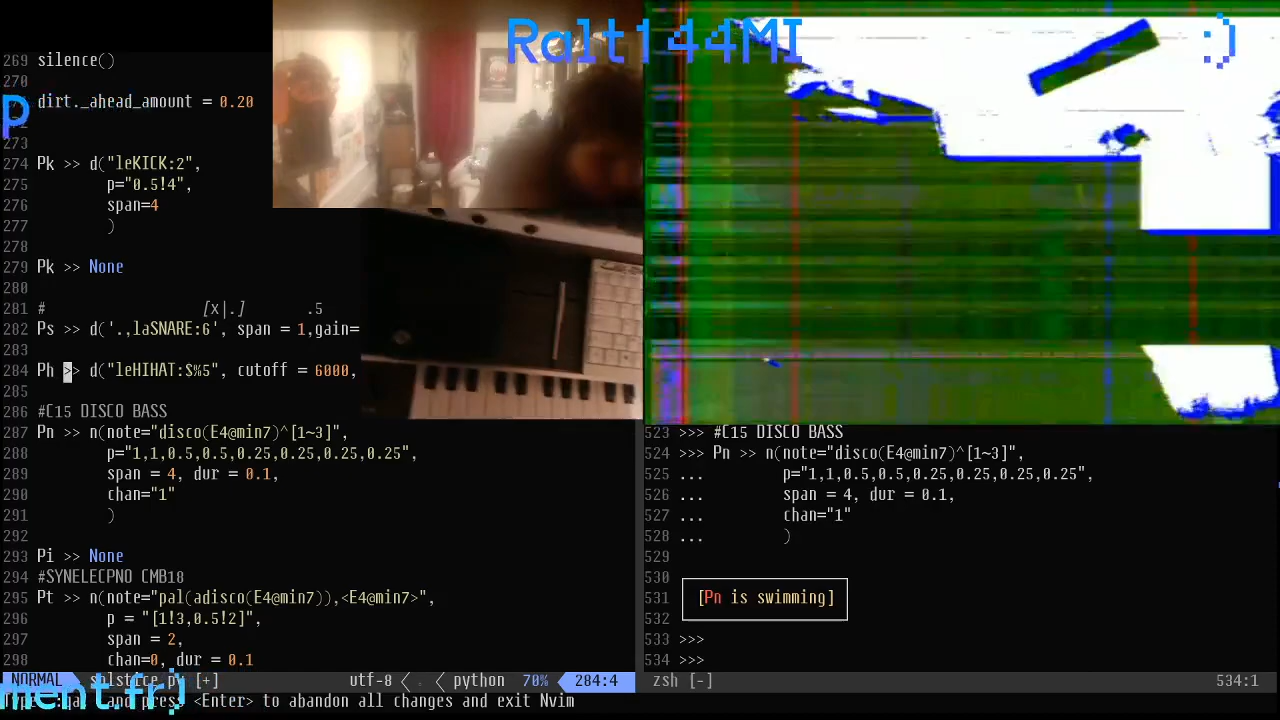 Ralt144MI :)
p
269 silence()
270
dirt._ahead_amount = 0.20
273
274 Pk >> d("leKICK:2",
275 p="0.5!4",
276 span=4
277 )
278
279 Pk >> None
280
281 # [x|.] .5
282 Ps >> d('.,laSNARE:6', span = 1,gain=
283
284 Ph >> d("leHIHAT:$%5", cutoff = 6000,
285
286 #C15 DISCO BASS
287 Pn >> n(note="disco(E4@min7)^[1~3]",
288 p="1,1,0.5,0.5,0.25,0.25,0.25,0.25",
289 span = 4, dur = 0.1,
290 chan="1"
291 )
292
293 Pi >> None
294 #SYNELECPNO CMB18
295 Pt >> n(note="pal(adisco(E4@min7)),<E4@min7>",
296 p = "[1!3,0.5!2]",
297 span = 2,
298 chan=0, dur = 0.1
NORMAL [+] utf-8 < < python 70% 284:4
ment.fr)
and press <Enter> to abandon all changes and exit Nvim
523 >>> #C15 DISCO BASS
524 >>> Pn >> n(note="disco(E4@min7)^[1~3]",
525 ... p="1,1,0.5,0.5,0.25,0.25,0.25,0.25",
526 ... span = 4, dur = 0.1,
527 ... chan="1"
528 ... )
529
530
531 [Pn is swimming]
532
533 >>>
534 >>>
zsh [-] 534:1